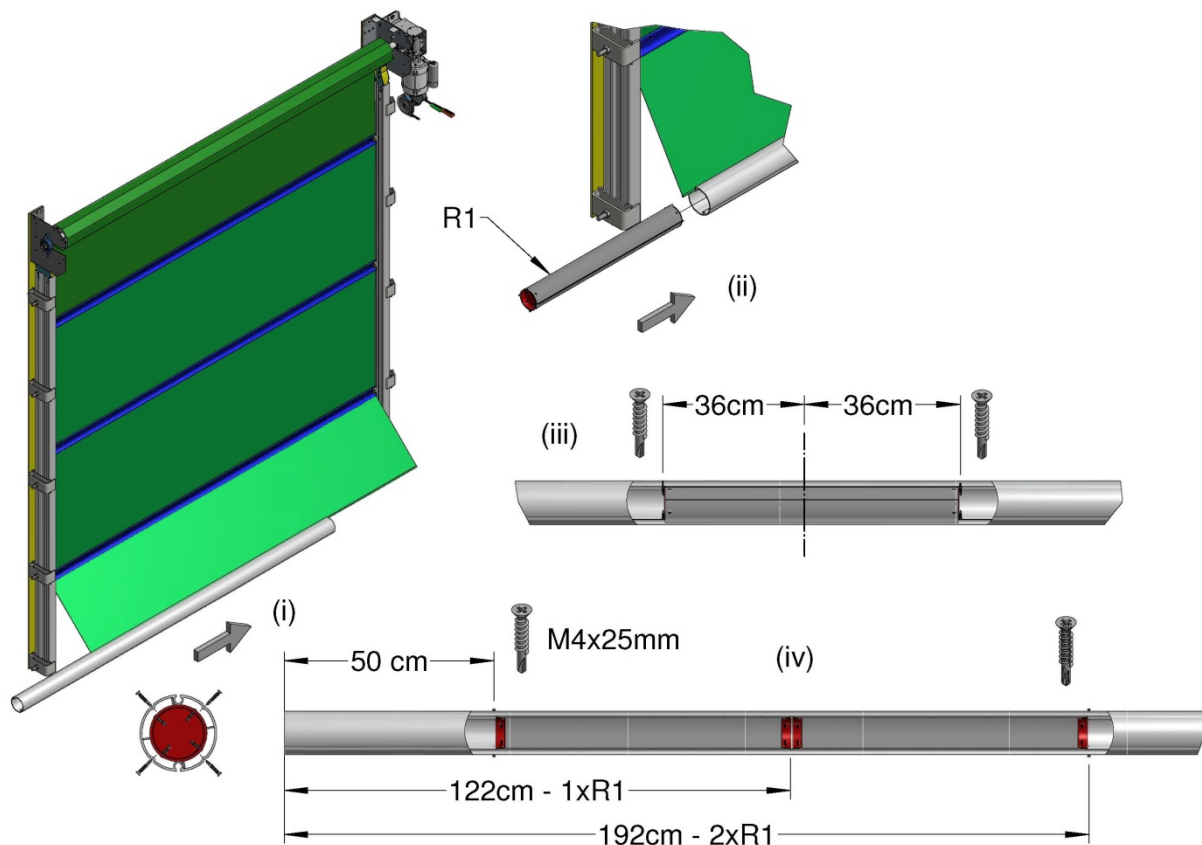 R1
(ii)
36cm
36cm
(iii)
(i)
M4x25mm
(iv)
50 cm
122cm - 1xR1
192cm - 2xR1